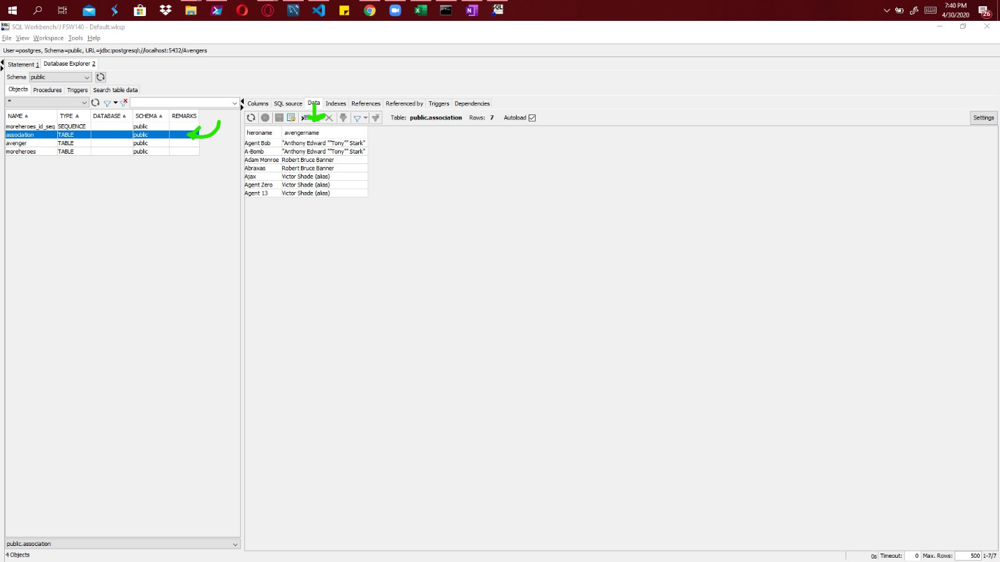 7:40 PM
4/30/2020
26
SQL Workbench/J FSW140 - Default.wksp
File View Workspace Tools Help
User=postgres, Schema=public, URL=jdbc:postgresql://localhost:5432/Avengers
Statement 1 Database Explorer 2
Schema public
Objects Procedures Triggers Search table data
*
NAME TYPE DATABASE SCHEMA REMARKS
moreheroes_id_seq SEQUENCE public
association TABLE public
avenger TABLE public
moreheroes TABLE public
Columns SQL source Data Indexes References Referenced by Triggers Dependencies
Table: public.association Rows: 7 Autoload Settings
heroname avengername
Agent Bob "Anthony Edward ""Tony"" Stark"
A-Bomb "Anthony Edward ""Tony"" Stark"
Adam Monroe Robert Bruce Banner
Abraxas Robert Bruce Banner
Ajax Victor Shade (alias)
Agent Zero Victor Shade (alias)
Agent 13 Victor Shade (alias)
public.association
4 Objects
0s Timeout: 0 Max. Rows: 500 1-7/7